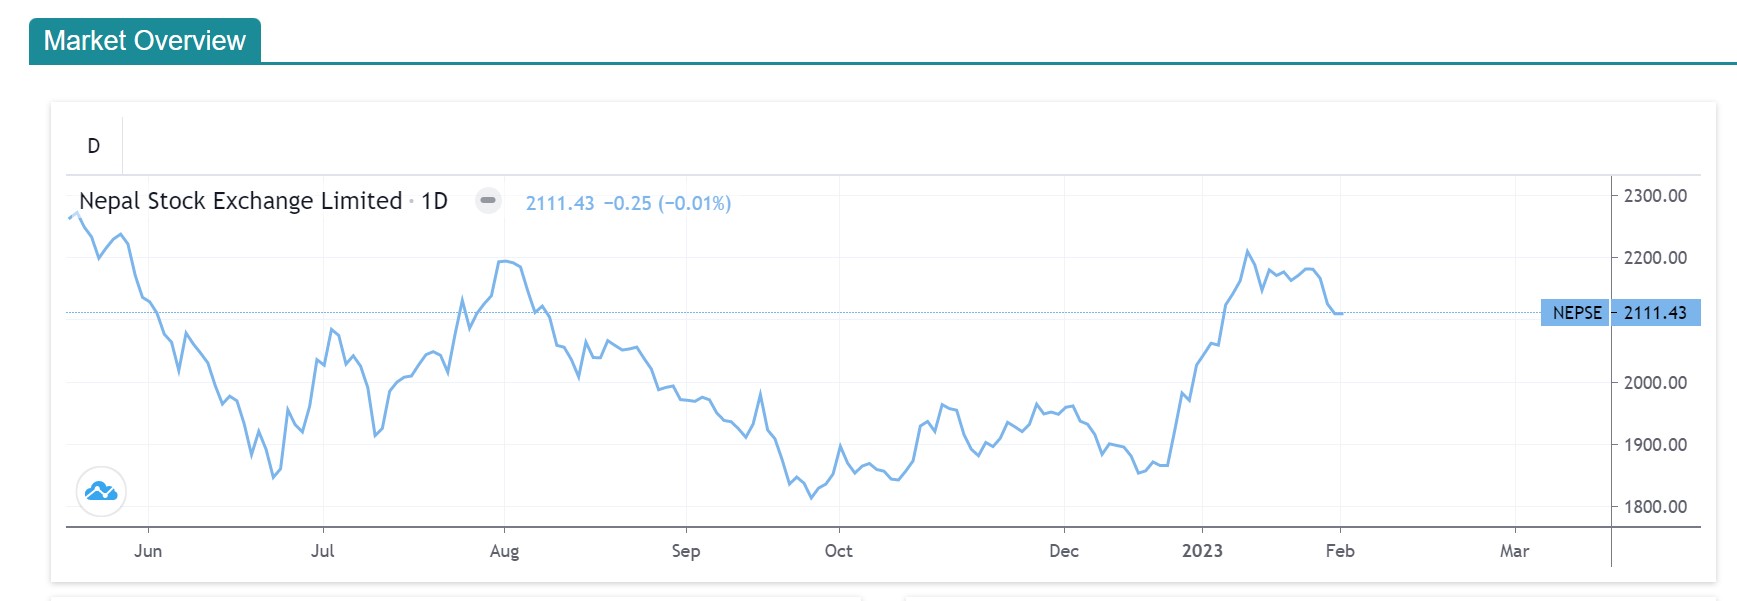 Market Overview
D
Nepal Stock Exchange Limited · 1D 2111.43 −0.25 (−0.01%)
2300.00
2200.00
NEPSE 2111.43
2000.00
1900.00
1800.00
Jun Jul Aug Sep Oct Dec 2023 Feb Mar